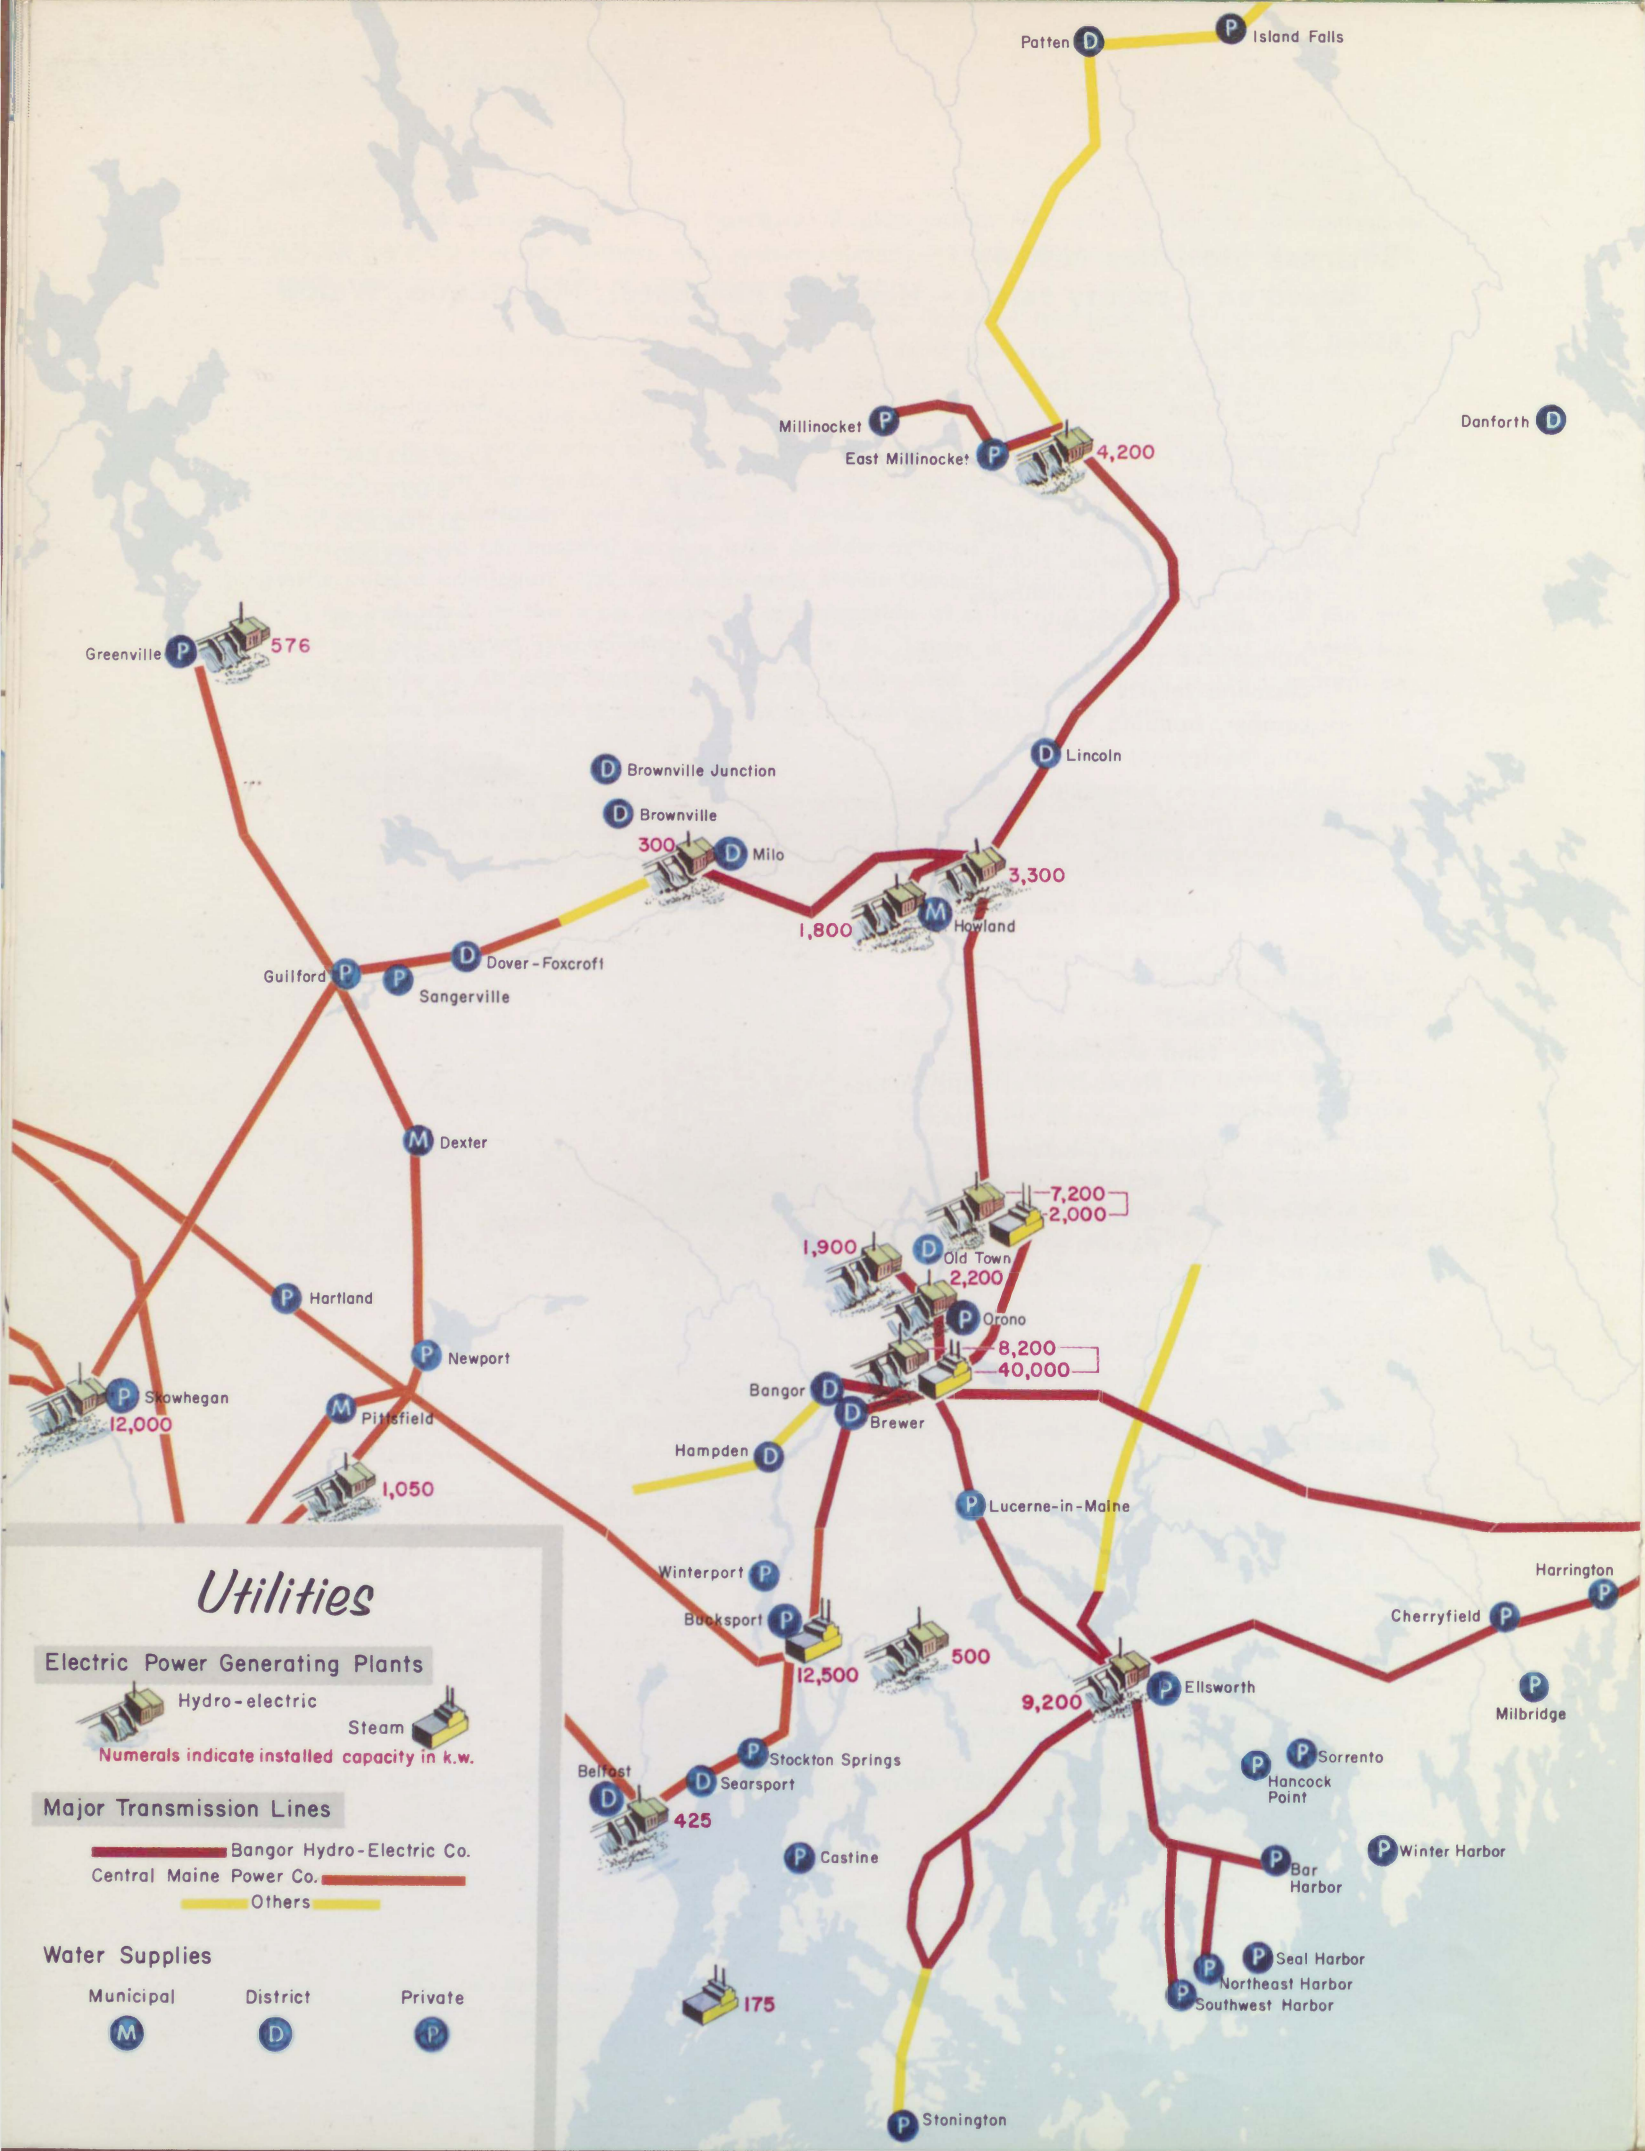 Patten D
P Island Falls
Millinocket P
East Millinocket P
4,200
Danforth D
Greenville P
576
D Brownville Junction
D Brownville
300
D Milo
D Lincoln
3,300
1,800
M
Howland
Guilford P
P
Sangerville
D
Dover-Foxcroft
M Dexter
7,200
2,000
1,900
D
Old Town
2,200
P Orono
8,200
40,000
P Hartland
P Newport
P Skowhegan
12,000
M
Pittsfield
1,050
Bangor D
D Brewer
Hampden D
P Lucerne-in-Maine
Winterport P
Bucksport P
12,500
500
Harrington
P
Cherryfield P
9,200
P Ellsworth
P
Milbridge
P Stockton Springs
D Searsport
Belfast
D
425
P Sorrento
P
Hancock
Point
P Castine
P Winter Harbor
P
Bar
Harbor
P Seal Harbor
P
Northeast Harbor
P
Southwest Harbor
175
P Stonington
Utilities
Electric Power Generating Plants
Hydro-electric
Steam
Numerals indicate installed capacity in k.w.
Major Transmission Lines
Bangor Hydro-Electric Co.
Central Maine Power Co.
Others
Water Supplies
Municipal District Private
M D P